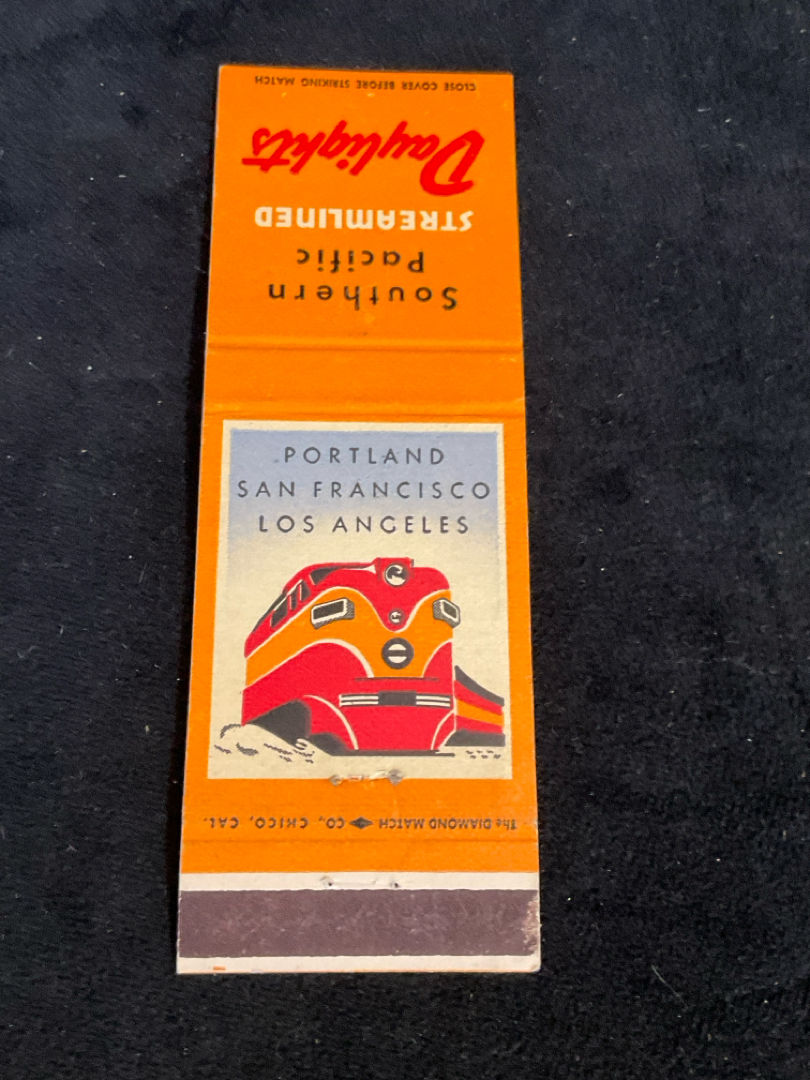 CLOSE COVER BEFORE STRIKING MATCH
Southern
Pacific
STREAMLINED
Daylights
PORTLAND
SAN FRANCISCO
LOS ANGELES
The DIAMOND MATCH CO., CHICO, CAL.